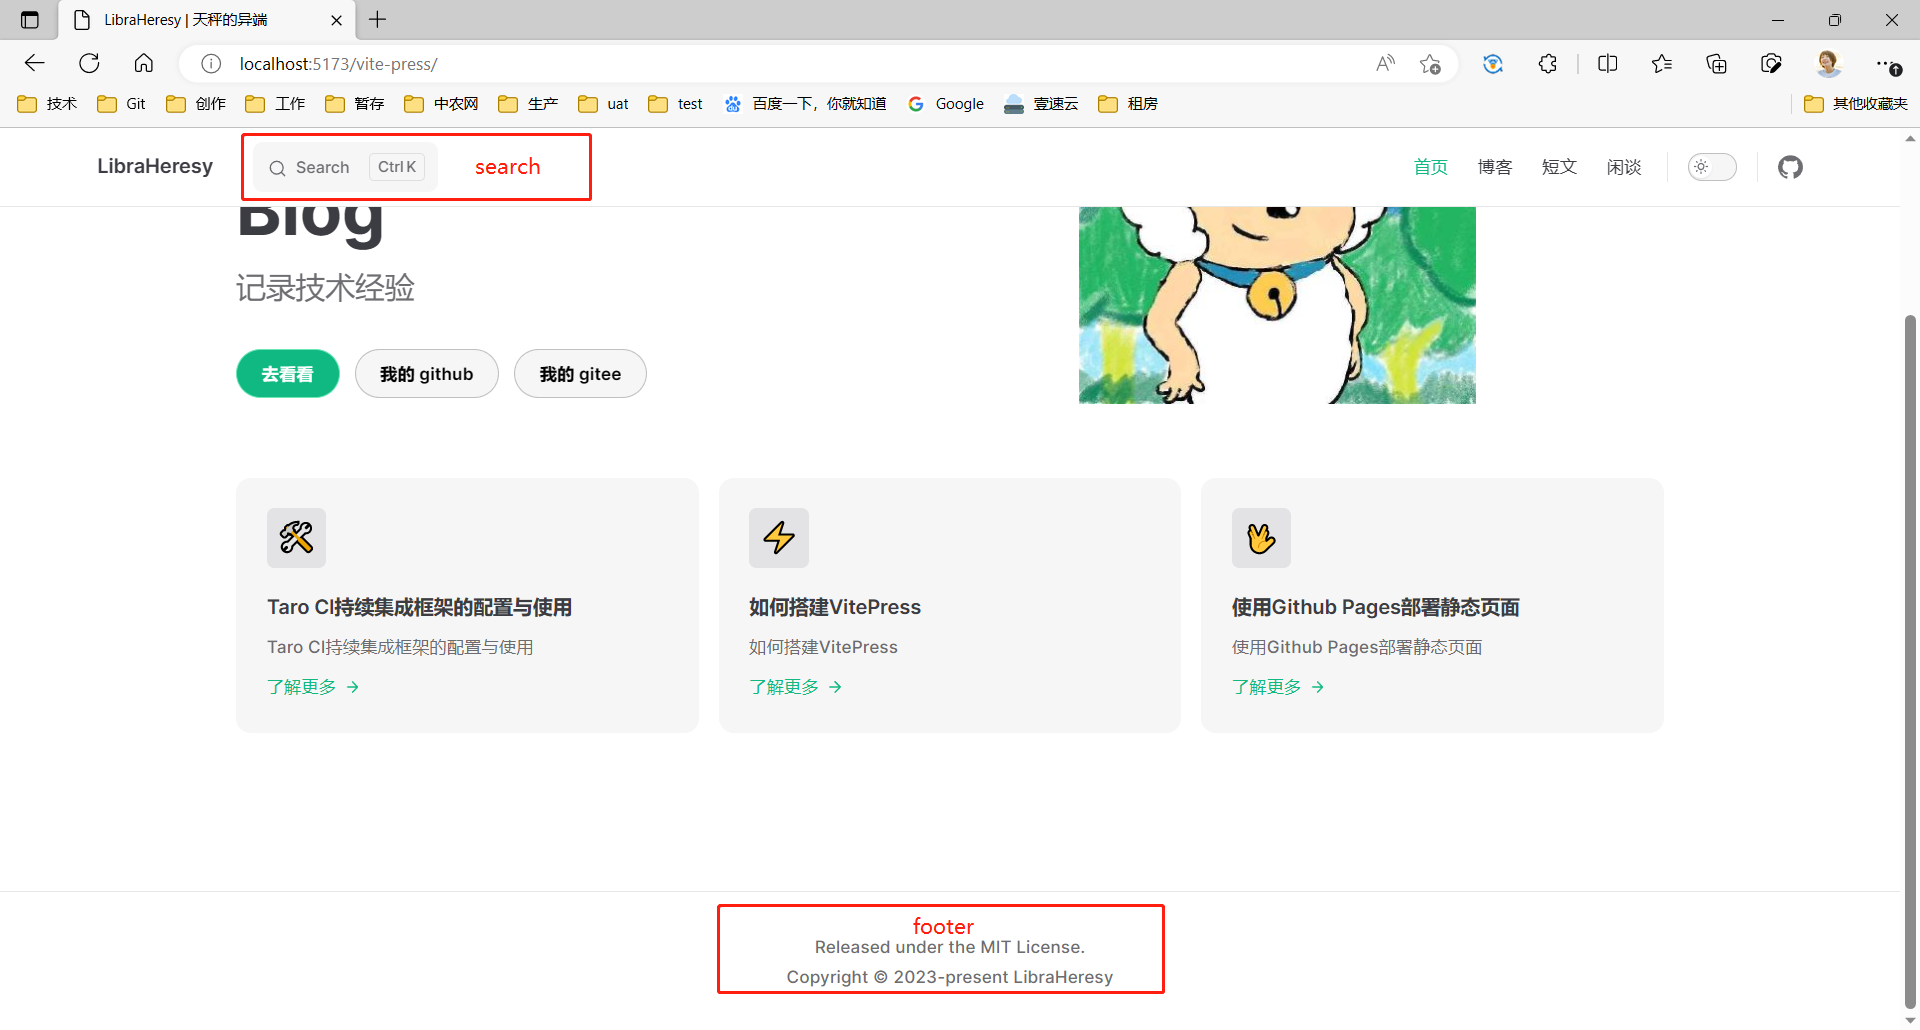 LibraHeresy | 天秤的异端
localhost:5173/vite-press/
技术 Git 创作 工作 暂存 中农网 生产 uat test 百度一下，你就知道 Google 壹速云 租房 其他收藏夹
LibraHeresy Search Ctrl K search 首页 博客 短文 闲谈
Blog
记录技术经验
去看看 我的 github 我的 gitee
Taro CI持续集成框架的配置与使用
Taro CI持续集成框架的配置与使用
了解更多 →
如何搭建VitePress
如何搭建VitePress
了解更多 →
使用Github Pages部署静态页面
使用Github Pages部署静态页面
了解更多 →
footer
Released under the MIT License.
Copyright © 2023-present LibraHeresy